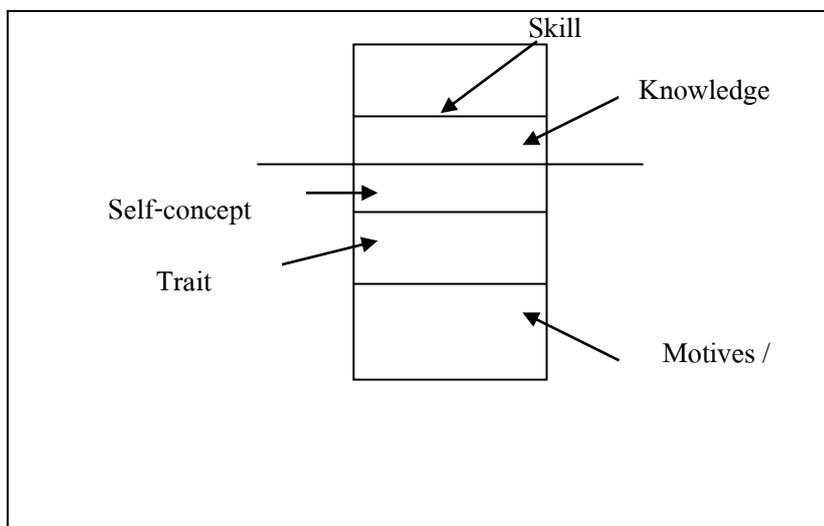 Skill
Knowledge
Self-concept
Trait
Motives /